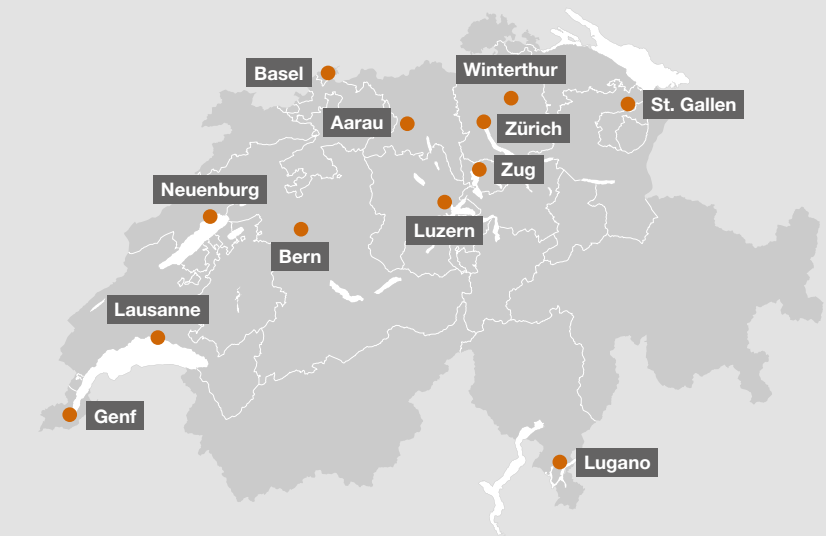 Winterthur
Basel
St. Gallen
Aarau
Zürich
Zug
Neuenburg
Luzern
Bern
Lausanne
Genf
Lugano